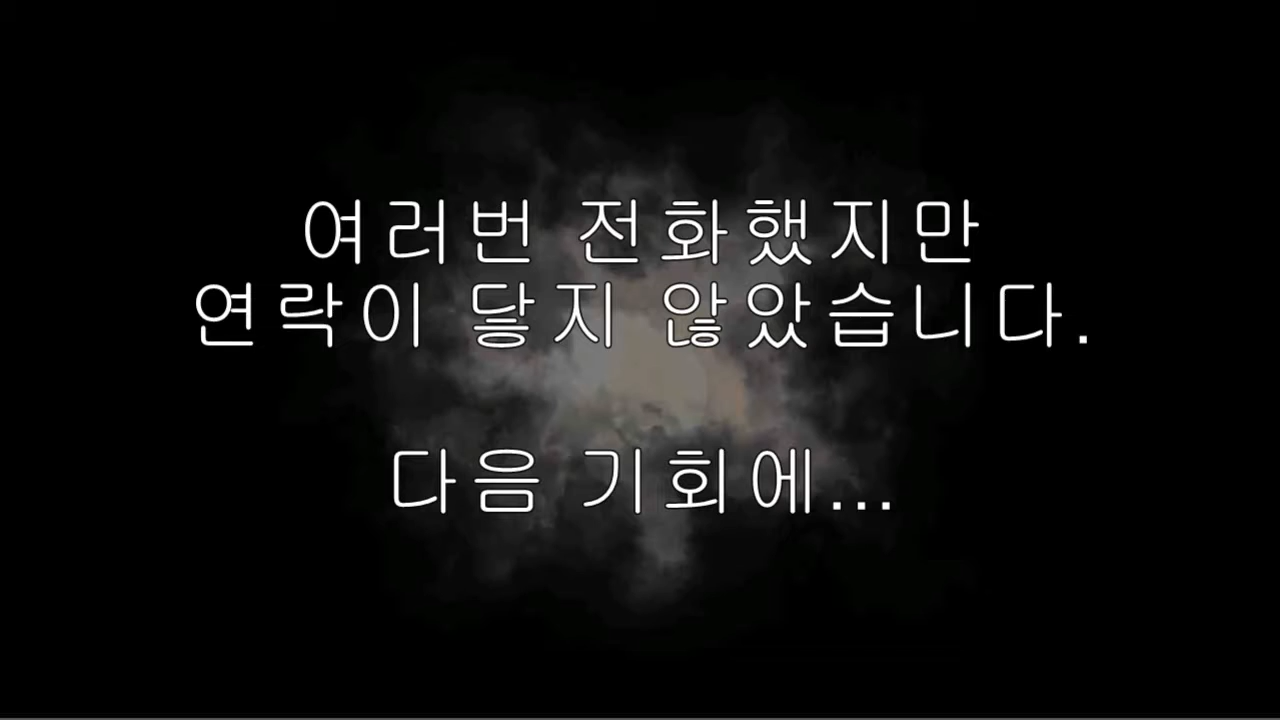 여러번 전화했지만
연락이 닿지 않았습니다.
다음 기회에...